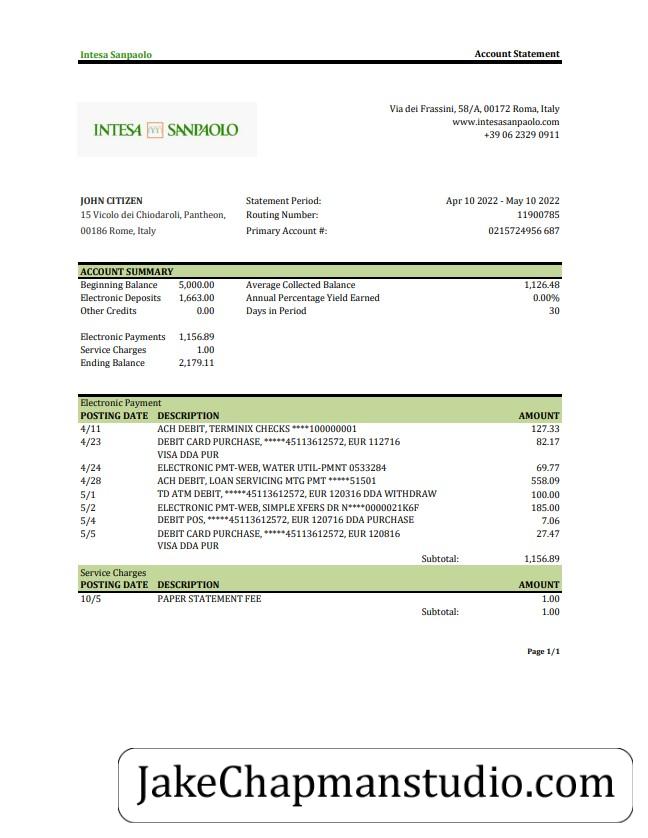 Intesa Sanpaolo Account Statement
INTESA SANPAOLO
Via dei Frassini, 58/A, 00172 Roma, Italy
www.intesasanpaolo.com
+39 06 2329 0911
JOHN CITIZEN Statement Period: Apr 10 2022 - May 10 2022
15 Vicolo dei Chiodaroli, Pantheon, Routing Number: 11900785
00186 Rome, Italy Primary Account #: 0215724956 687
ACCOUNT SUMMARY
Beginning Balance 5,000.00 Average Collected Balance 1,126.48
Electronic Deposits 1,663.00 Annual Percentage Yield Earned 0.00%
Other Credits 0.00 Days in Period 30
Electronic Payments 1,156.89
Service Charges 1.00
Ending Balance 2,179.11
Electronic Payment
POSTING DATE DESCRIPTION AMOUNT
4/11 ACH DEBIT, TERMINIX CHECKS ****100000001 127.33
4/23 DEBIT CARD PURCHASE, *****45113612572, EUR 112716 82.17
VISA DDA PUR
4/24 ELECTRONIC PMT-WEB, WATER UTIL-PMNT 0533284 69.77
4/28 ACH DEBIT, LOAN SERVICING MTG PMT *****51501 558.09
5/1 TD ATM DEBIT, *****45113612572, EUR 120316 DDA WITHDRAW 100.00
5/2 ELECTRONIC PMT-WEB, SIMPLE XFERS DR N****0000021K6F 185.00
5/4 DEBIT POS, *****45113612572, EUR 120716 DDA PURCHASE 7.06
5/5 DEBIT CARD PURCHASE, *****45113612572, EUR 120816 27.47
VISA DDA PUR
Subtotal: 1,156.89
Service Charges
POSTING DATE DESCRIPTION AMOUNT
10/5 PAPER STATEMENT FEE 1.00
Subtotal: 1.00
Page 1/1
JakeChapmanstudio.com